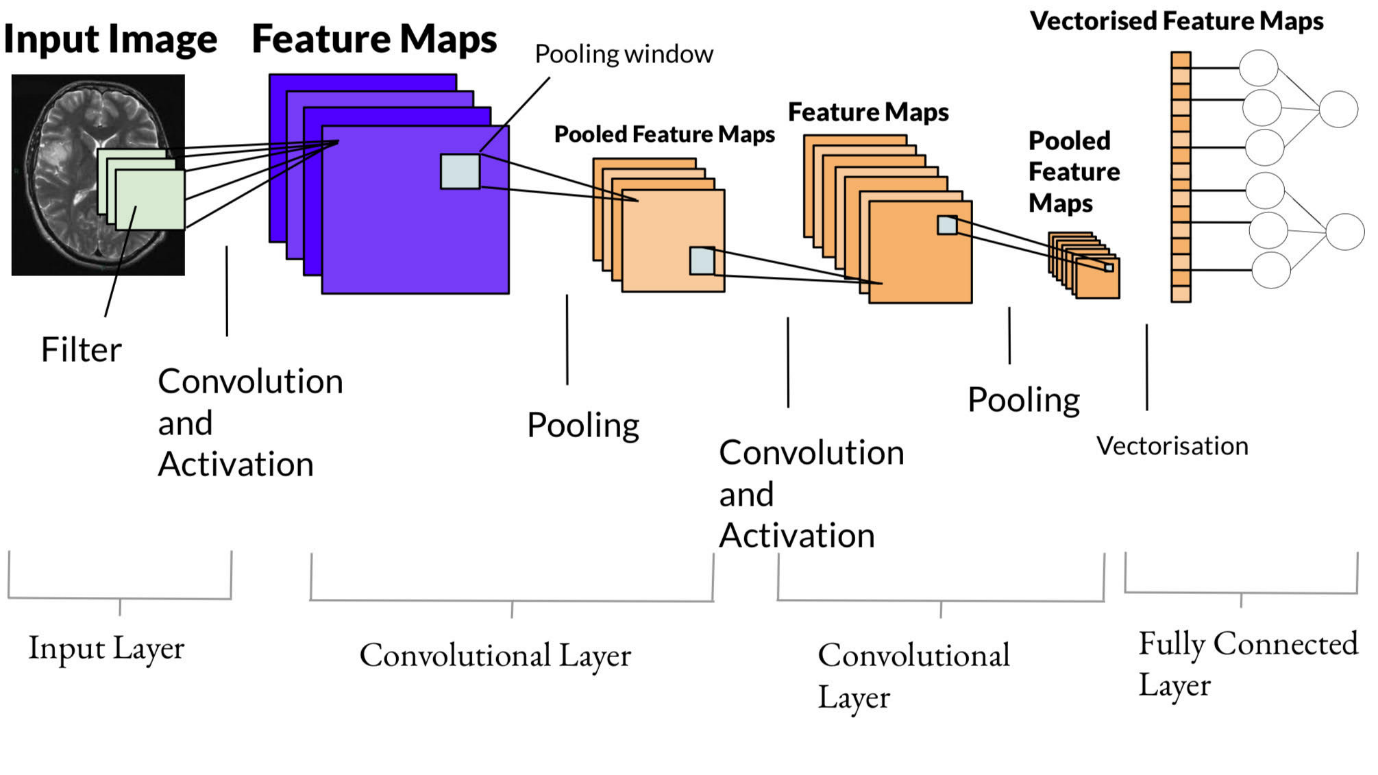 Input Image
Feature Maps
Pooling window
Vectorised Feature Maps
Pooled Feature Maps
Feature Maps
Pooled
Feature
Maps
Filter
Convolution
and
Activation
Pooling
Convolution
and
Activation
Pooling
Vectorisation
Input Layer
Convolutional Layer
Convolutional
Layer
Fully Connected
Layer